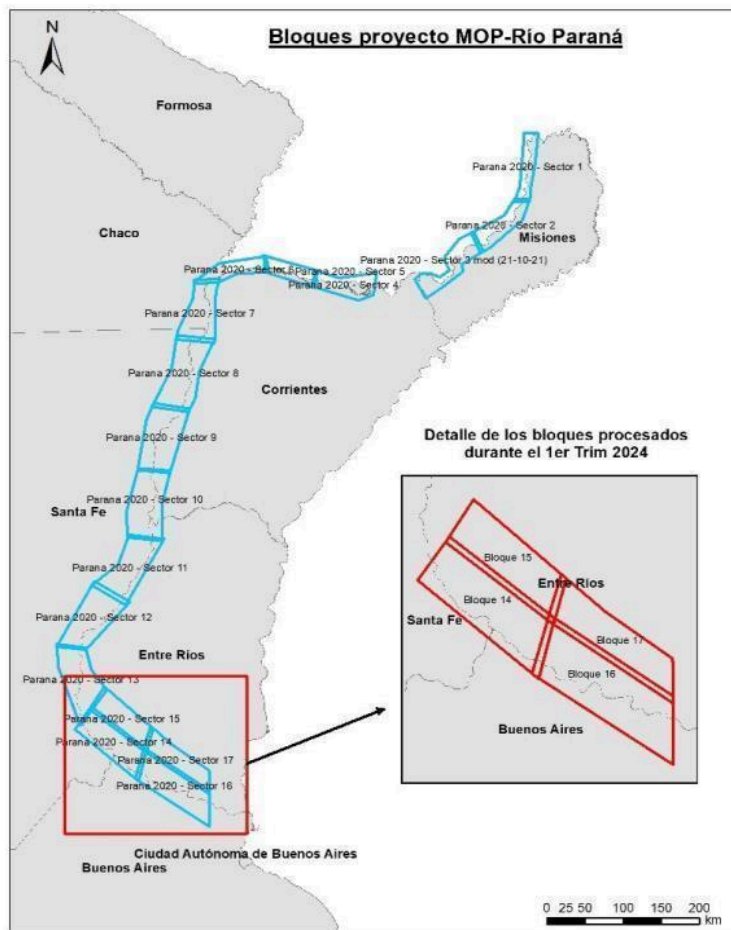 Bloques proyecto MOP-Río Paraná
N
Formosa
Parana 2020 - Sector 1
Chaco
Parana 2020 - Sector 2
Misiones
Parana 2020 - Sector 3 mod (21-10-21)
Parana 2020 - Sector 6
Parana 2020 - Sector 5
Parana 2020 - Sector 4
Parana 2020 - Sector 7
Parana 2020 - Sector 8
Corrientes
Parana 2020 - Sector 9
Parana 2020 - Sector 10
Santa Fe
Parana 2020 - Sector 11
Parana 2020 - Sector 12
Entre Ríos
Parana 2020 - Sector 13
Parana 2020 - Sector 15
Parana 2020 - Sector 14
Parana 2020 - Sector 17
Parana 2020 - Sector 16
Ciudad Autónoma de Buenos Aires
Buenos Aires
Detalle de los bloques procesados
durante el 1er Trim 2024
Bloque 15
Entre Ríos
Bloque 14
Santa Fe
Bloque 17
Bloque 16
Buenos Aires
0 25 50 100 150 200
km